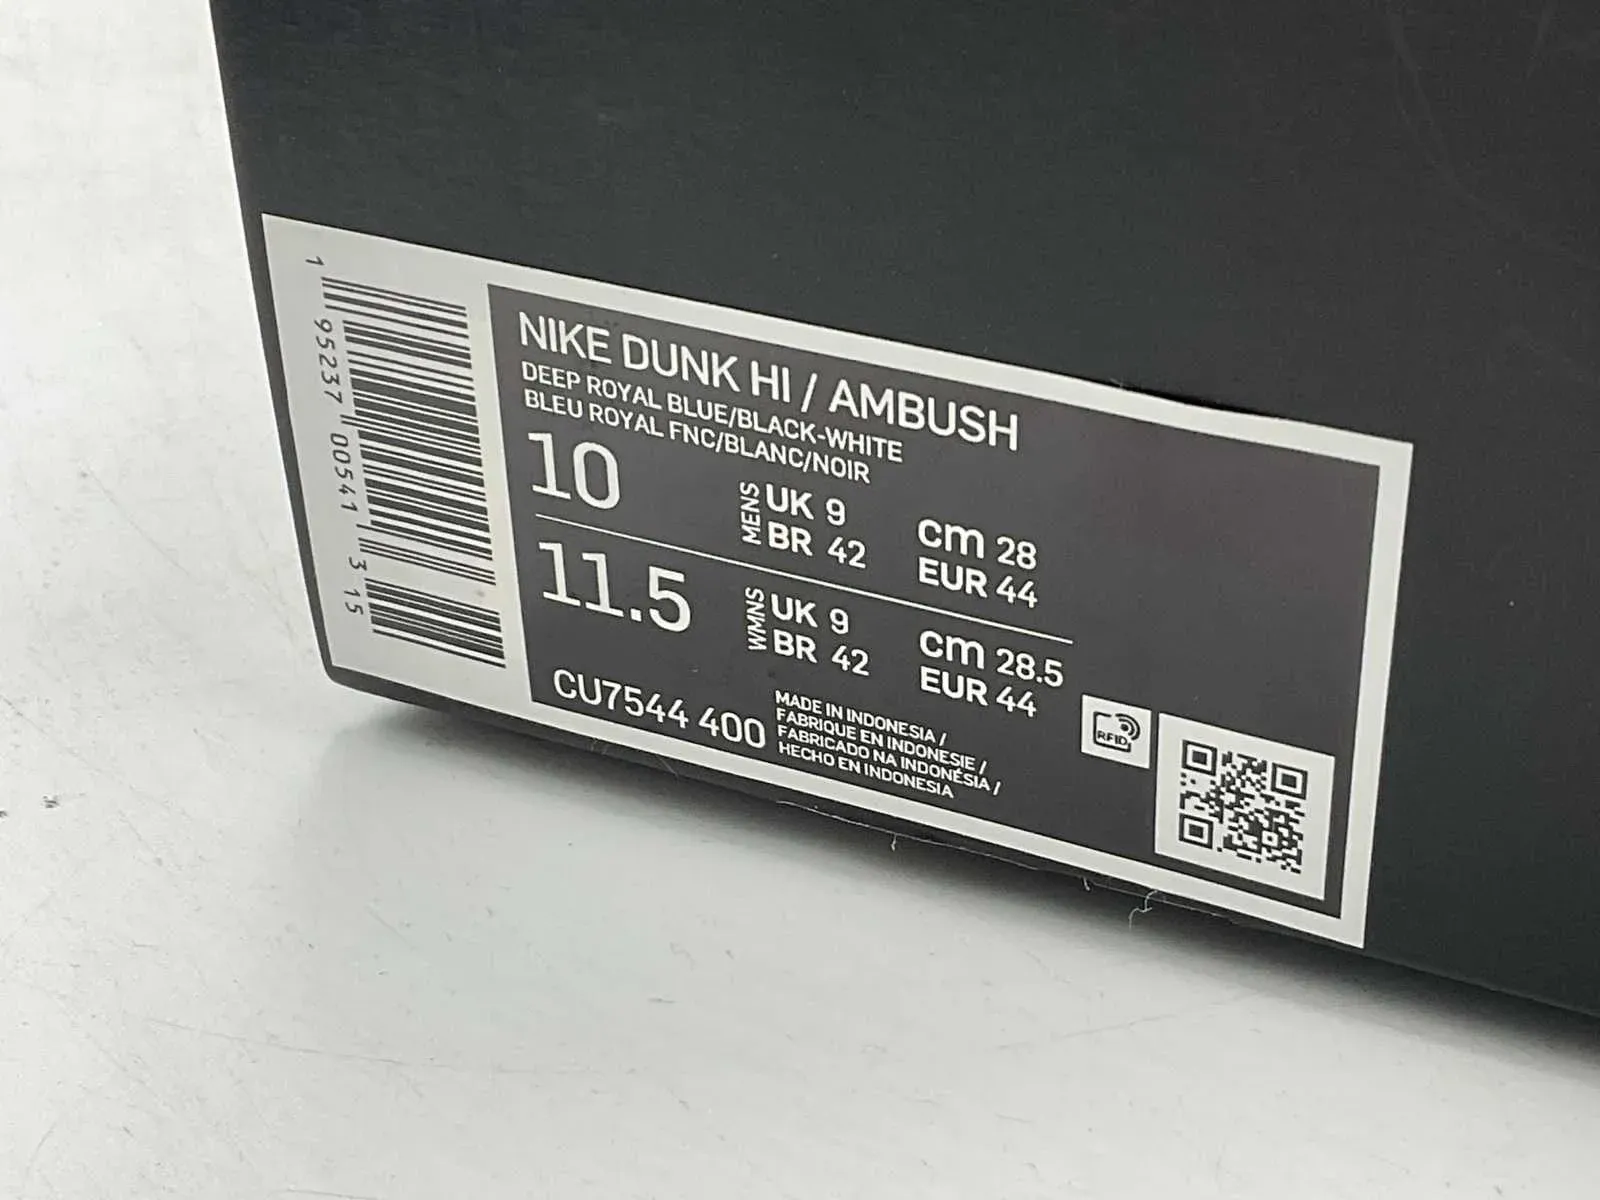 1 95237 00541 3 15
NIKE DUNK HI / AMBUSH
DEEP ROYAL BLUE/BLACK-WHITE
BLEU ROYAL FNC/BLANC/NOIR
10
MENS
UK 9
BR 42
cm 28
EUR 44
11.5
WMNS
UK 9
BR 42
cm 28.5
EUR 44
CU7544 400
MADE IN INDONESIA /
FABRIQUE EN INDONESIE /
FABRICADO NA INDONÉSIA /
HECHO EN INDONESIA
RFID